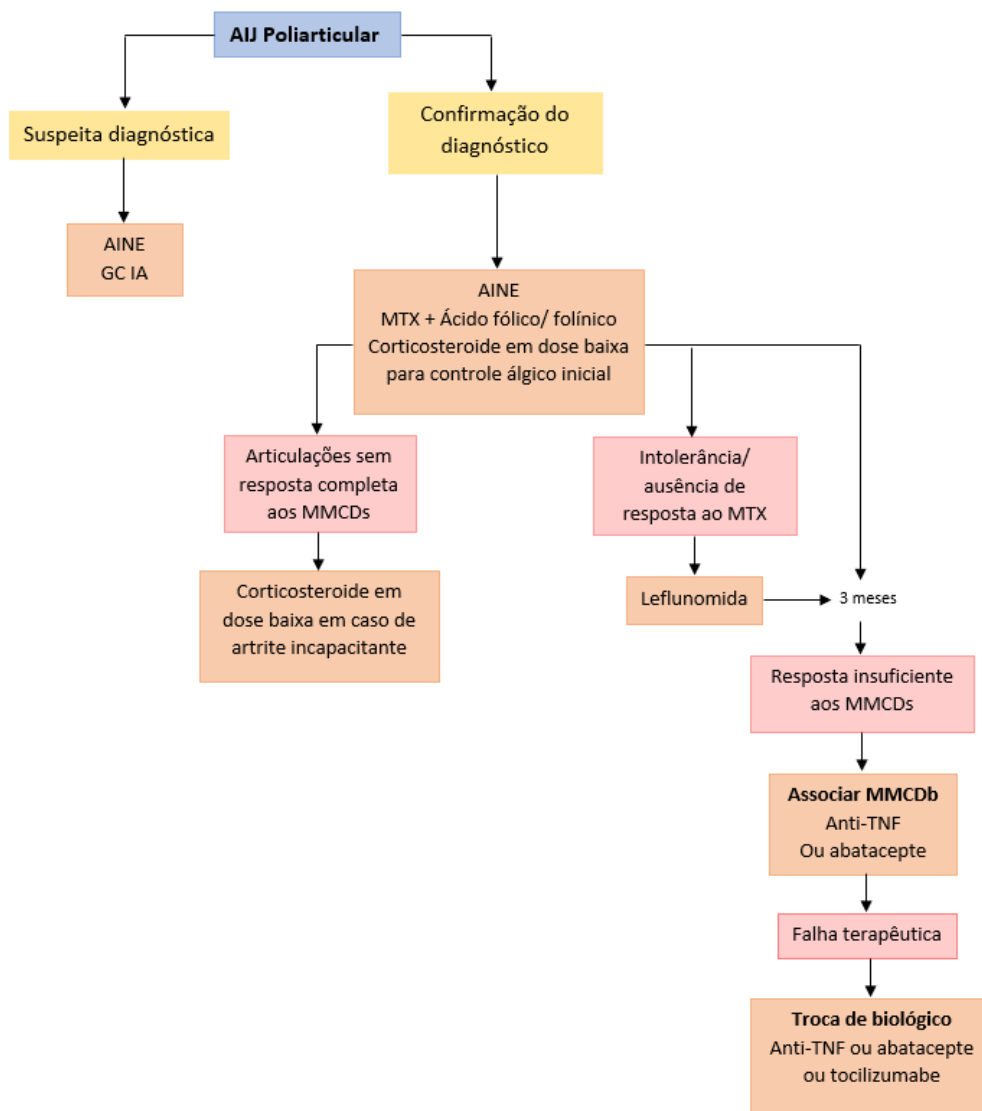 AIJ Poliarticular
Suspeita diagnóstica
Confirmação do
diagnóstico
AINE
GC IA
AINE
MTX + Ácido fólico/ folínico
Corticosteroide em dose baixa
para controle álgico inicial
Articulações sem
resposta completa
aos MMCDs
Intolerância/
ausência de
resposta ao MTX
Corticosteroide em
dose baixa em caso de
artrite incapacitante
Leflunomida
3 meses
Resposta insuficiente
aos MMCDs
Associar MMCDb
Anti-TNF
Ou abatacepte
Falha terapêutica
Troca de biológico
Anti-TNF ou abatacepte
ou tocilizumabe